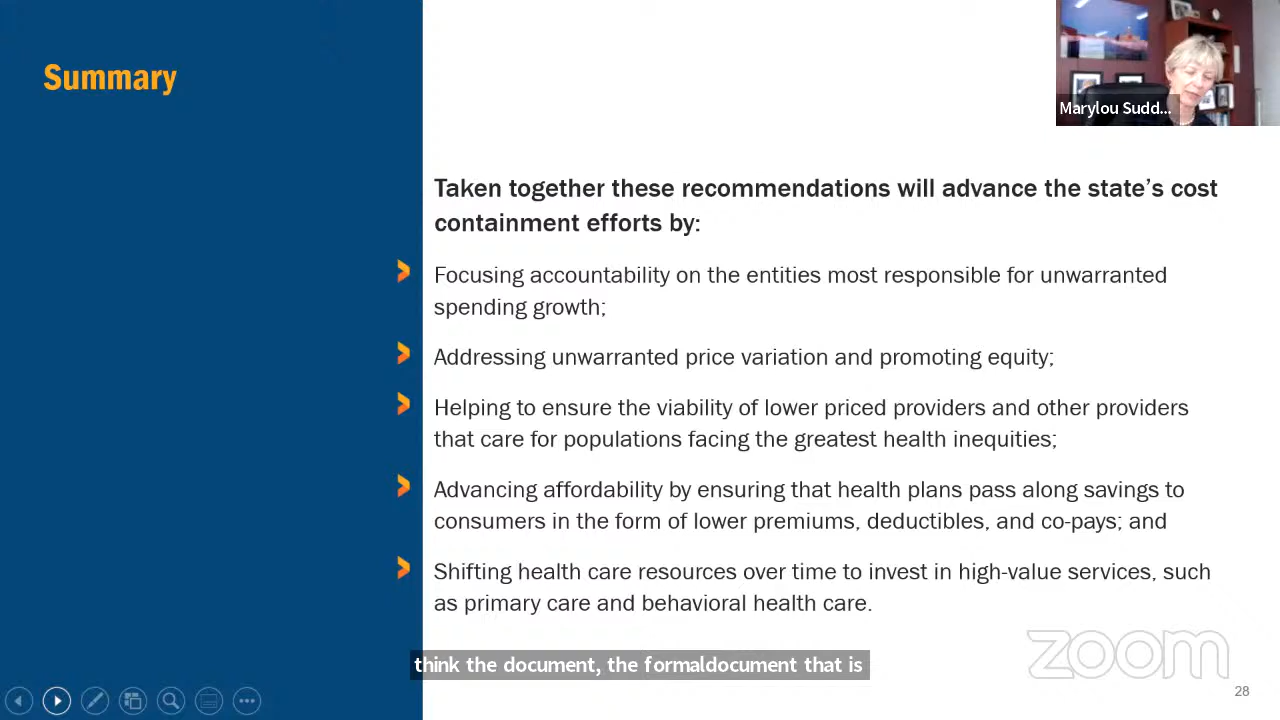 Summary
Marylou Sudd...
Taken together these recommendations will advance the state's cost
containment efforts by:
Focusing accountability on the entities most responsible for unwarranted
spending growth;
Addressing unwarranted price variation and promoting equity;
Helping to ensure the viability of lower priced providers and other providers
that care for populations facing the greatest health inequities;
Advancing affordability by ensuring that health plans pass along savings to
consumers in the form of lower premiums, deductibles, and co-pays; and
Shifting health care resources over time to invest in high-value services, such
as primary care and behavioral health care.
zoom
think the document, the formaldocument that is
28